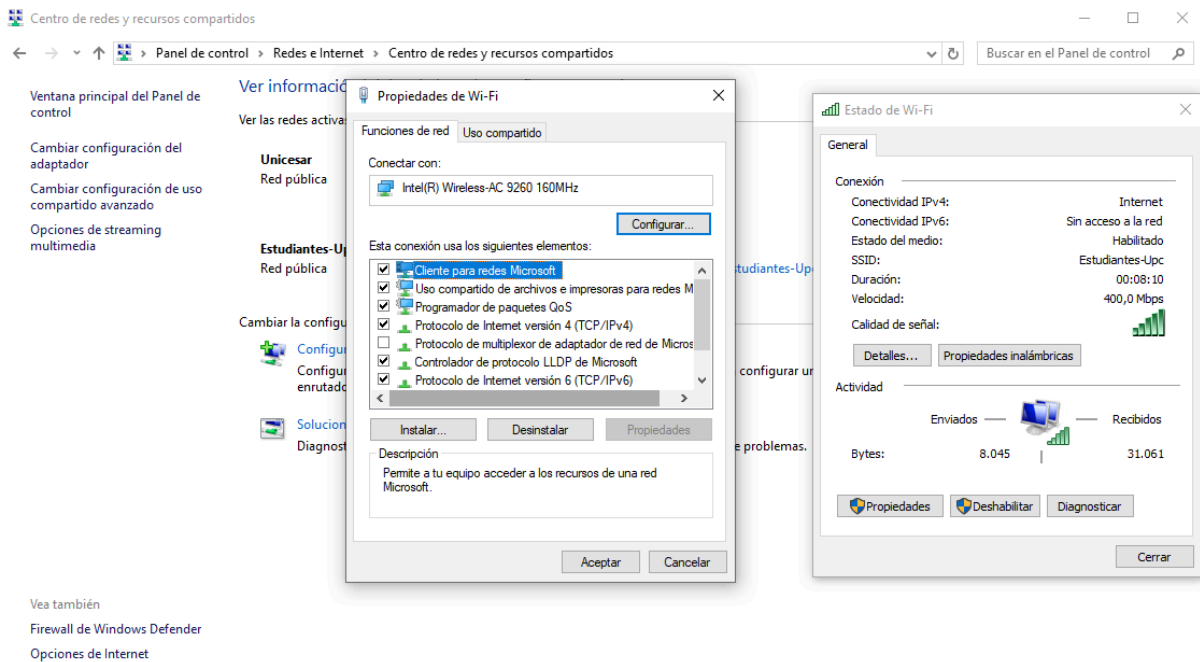 Centro de redes y recursos compartidos
Panel de control > Redes e Internet > Centro de redes y recursos compartidos
Buscar en el Panel de control
Ventana principal del Panel de
control
Cambiar configuración del
adaptador
Cambiar configuración de uso
compartido avanzado
Opciones de streaming
multimedia
Vea también
Firewall de Windows Defender
Opciones de Internet
Ver informació
Ver las redes activa
Unicesar
Red pública
Estudiantes-Up
Red pública
studiantes-Up
Cambiar la configu
Configu
Configu
configurar un
enrutado
Solucion
Diagnost
e problemas.
Propiedades de Wi-Fi
Funciones de red
Uso compartido
Conectar con:
Intel(R) Wireless-AC 9260 160MHz
Configurar...
Esta conexión usa los siguientes elementos:
Cliente para redes Microsoft
Uso compartido de archivos e impresoras para redes M
Programador de paquetes QoS
Protocolo de Internet versión 4 (TCP/IPv4)
Protocolo de multiplexor de adaptador de red de Micros
Controlador de protocolo LLDP de Microsoft
Protocolo de Internet versión 6 (TCP/IPv6)
Instalar...
Desinstalar
Propiedades
Descripción
Permite a tu equipo acceder a los recursos de una red
Microsoft.
Aceptar
Cancelar
Estado de Wi-Fi
General
Conexión
Conectividad IPv4: Internet
Conectividad IPv6: Sin acceso a la red
Estado del medio: Habilitado
SSID: Estudiantes-Upc
Duración: 00:08:10
Velocidad: 400,0 Mbps
Calidad de señal:
Detalles...
Propiedades inalámbricas
Actividad
Enviados
Recibidos
Bytes: 8.045 | 31.061
Propiedades
Deshabilitar
Diagnosticar
Cerrar